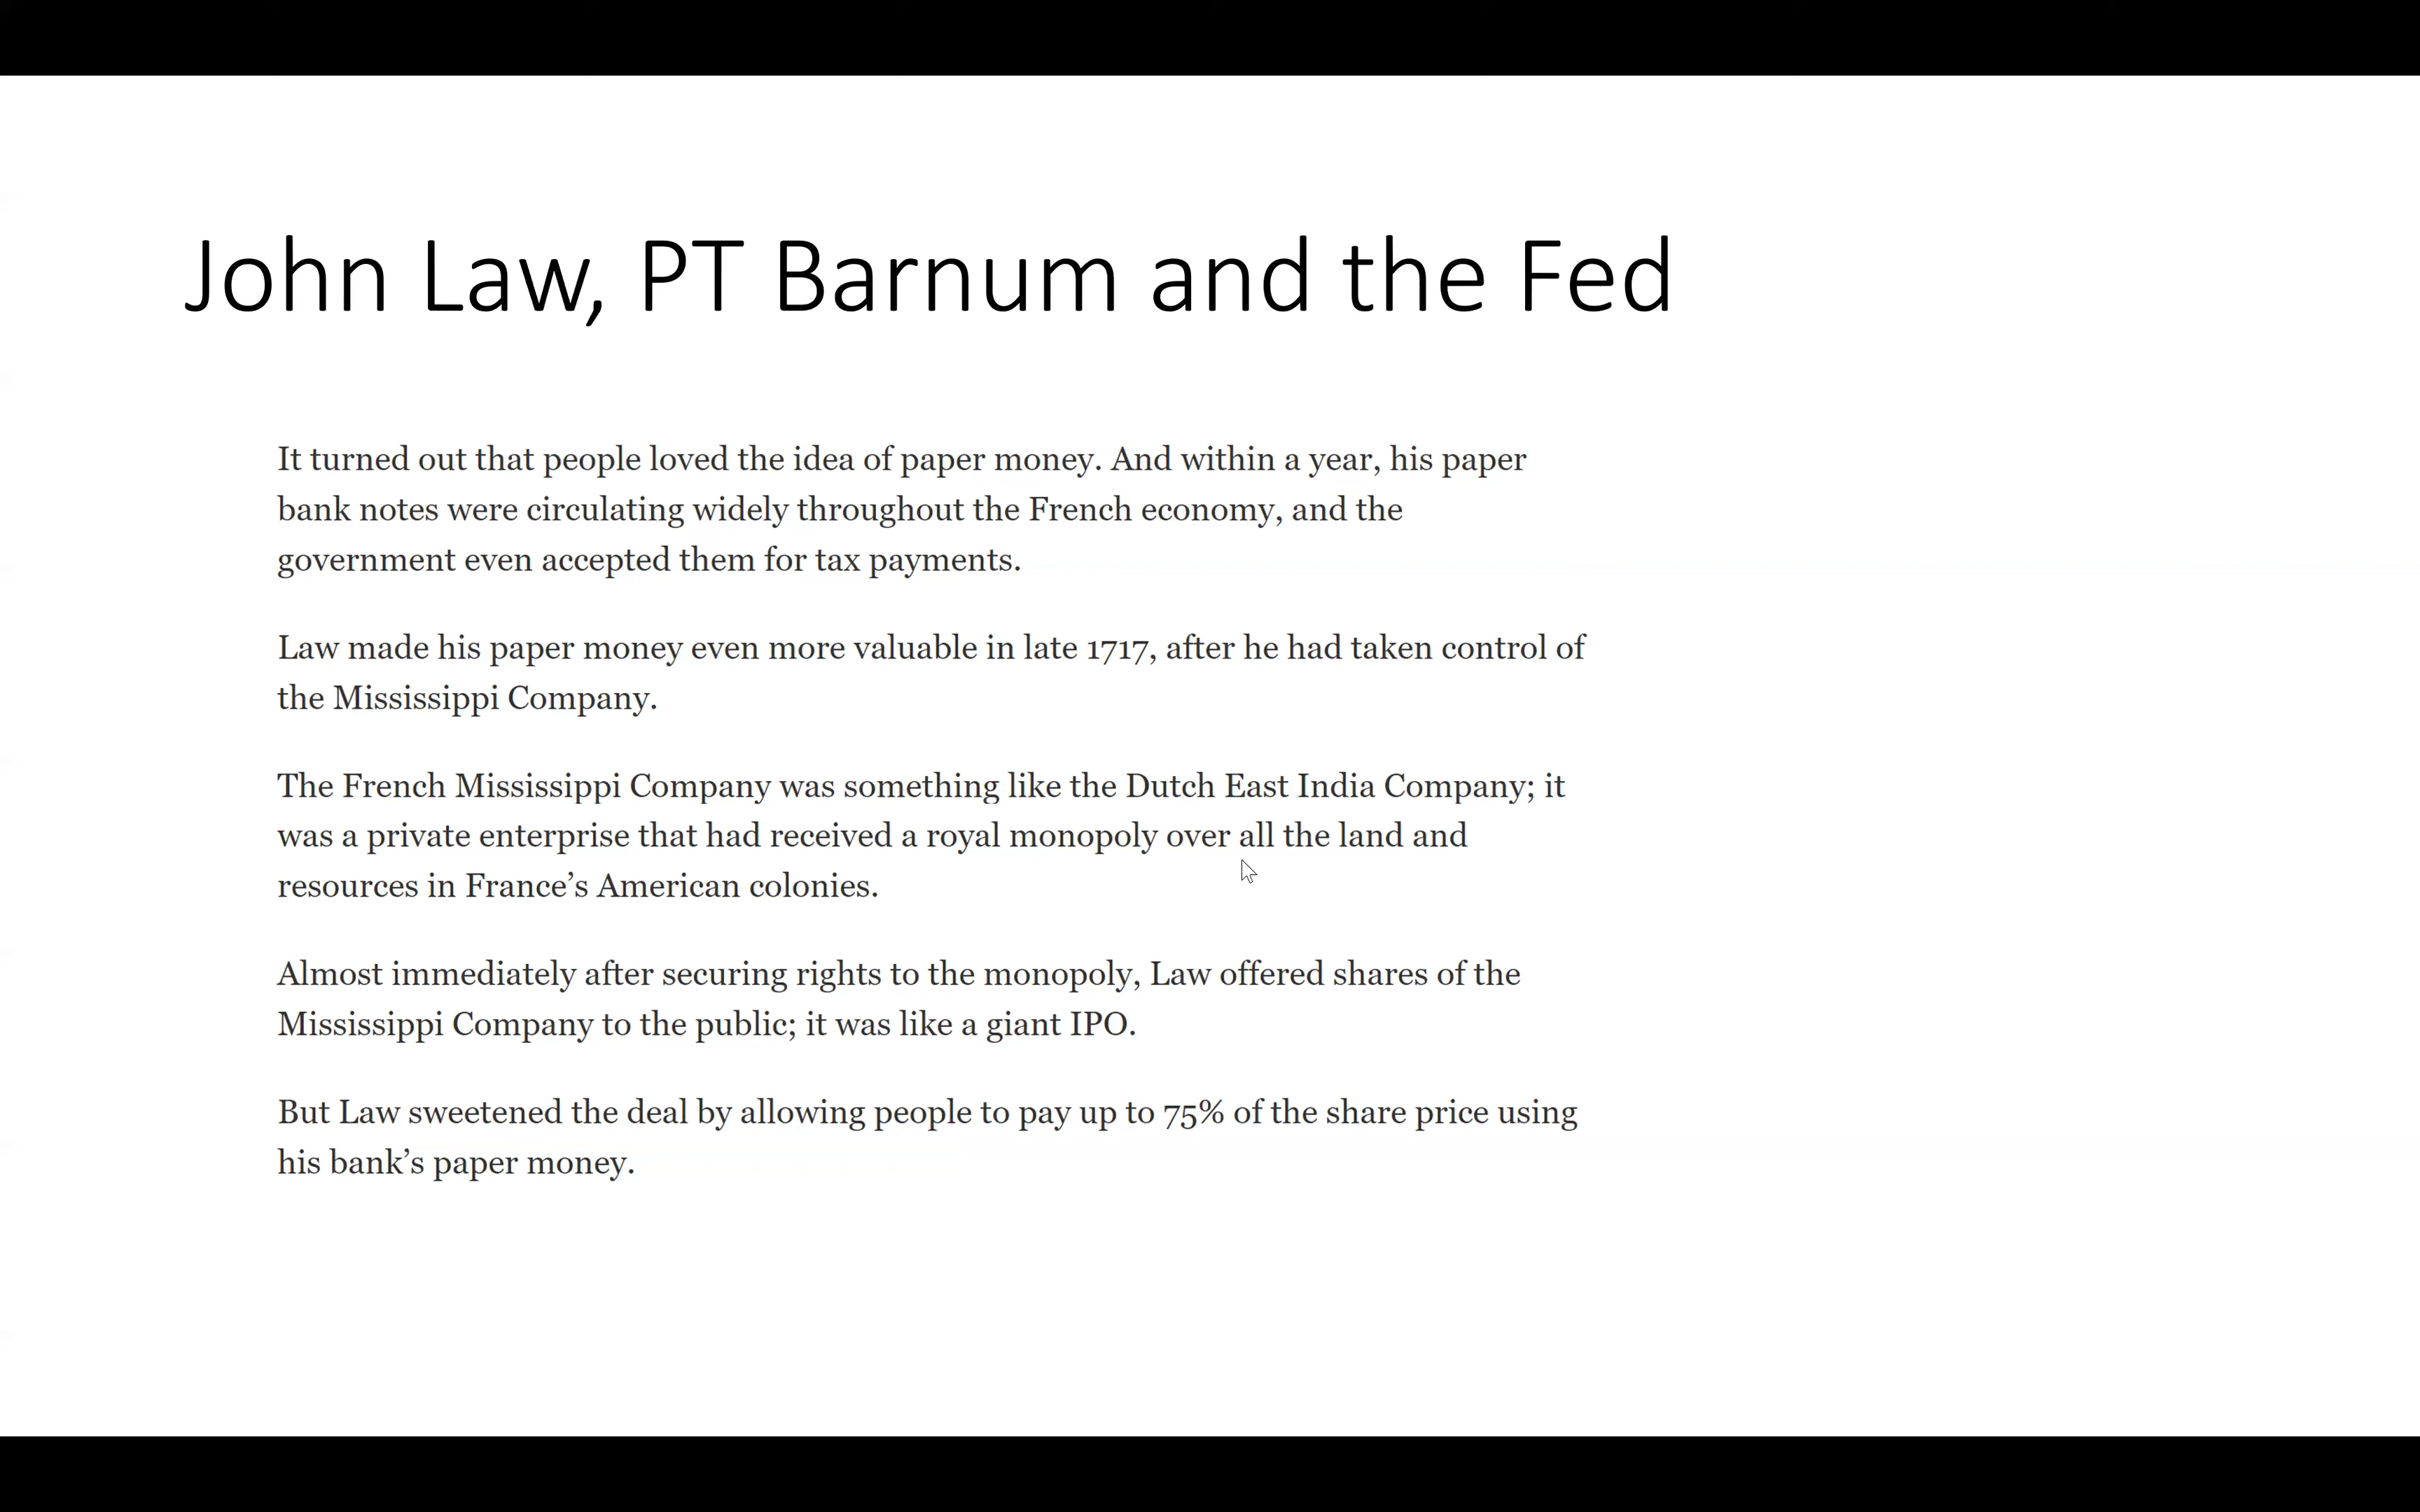 John Law, PT Barnum and the Fed
It turned out that people loved the idea of paper money. And within a year, his paper
bank notes were circulating widely throughout the French economy, and the
government even accepted them for tax payments.
Law made his paper money even more valuable in late 1717, after he had taken control of
the Mississippi Company.
The French Mississippi Company was something like the Dutch East India Company; it
was a private enterprise that had received a royal monopoly over all the land and
resources in France’s American colonies.
Almost immediately after securing rights to the monopoly, Law offered shares of the
Mississippi Company to the public; it was like a giant IPO.
But Law sweetened the deal by allowing people to pay up to 75% of the share price using
his bank’s paper money.